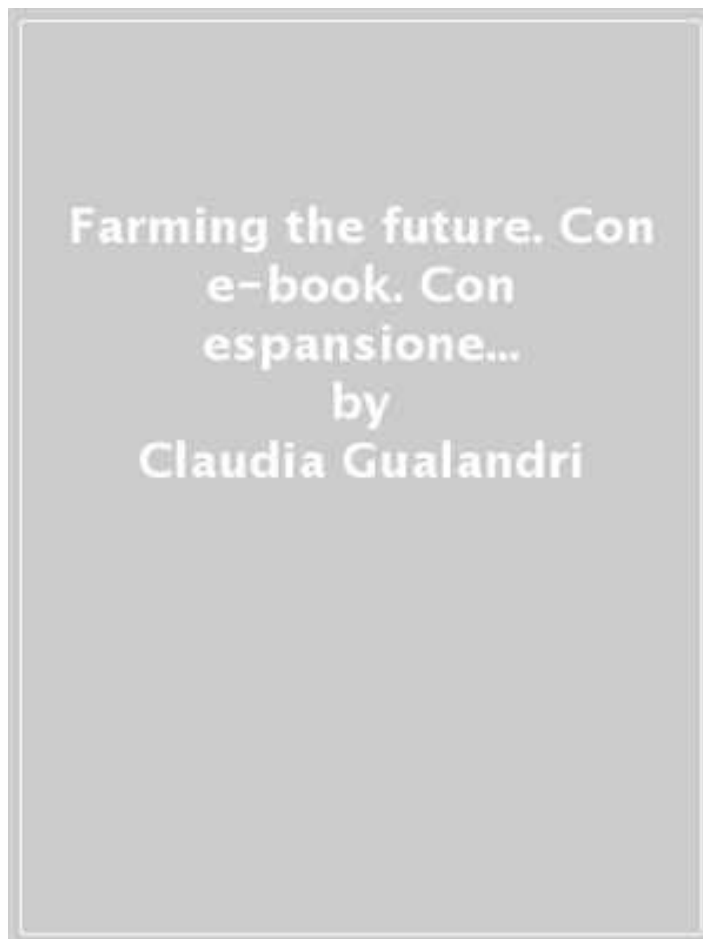 Farming the future. Con
e-book. Con
espansione...
by
Claudia Gualandri